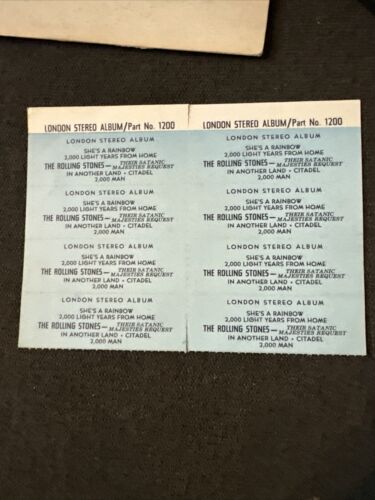 LONDON STEREO ALBUM/Part No. 1200
LONDON STEREO ALBUM
SHE'S A RAINBOW
2,000 LIGHT YEARS FROM HOME
THE ROLLING STONES— THEIR SATANIC MAJESTIES REQUEST
IN ANOTHER LAND • CITADEL
2,000 MAN
LONDON STEREO ALBUM
SHE'S A RAINBOW
2,000 LIGHT YEARS FROM HOME
THE ROLLING STONES— THEIR SATANIC MAJESTIES REQUEST
IN ANOTHER LAND • CITADEL
2,000 MAN
LONDON STEREO ALBUM
SHE'S A RAINBOW
2,000 LIGHT YEARS FROM HOME
THE ROLLING STONES— THEIR SATANIC MAJESTIES REQUEST
IN ANOTHER LAND • CITADEL
2,000 MAN
LONDON STEREO ALBUM
SHE'S A RAINBOW
2,000 LIGHT YEARS FROM HOME
THE ROLLING STONES— THEIR SATANIC MAJESTIES REQUEST
IN ANOTHER LAND • CITADEL
2,000 MAN
LONDON STEREO ALBUM/Part No. 1200
LONDON STEREO ALBUM
SHE'S A RAINBOW
2,000 LIGHT YEARS FROM HOME
THE ROLLING STONES— THEIR SATANIC MAJESTIES REQUEST
IN ANOTHER LAND • CITADEL
2,000 MAN
LONDON STEREO ALBUM
SHE'S A RAINBOW
2,000 LIGHT YEARS FROM HOME
THE ROLLING STONES— THEIR SATANIC MAJESTIES REQUEST
IN ANOTHER LAND • CITADEL
2,000 MAN
LONDON STEREO ALBUM
SHE'S A RAINBOW
2,000 LIGHT YEARS FROM HOME
THE ROLLING STONES— THEIR SATANIC MAJESTIES REQUEST
IN ANOTHER LAND • CITADEL
2,000 MAN
LONDON STEREO ALBUM
SHE'S A RAINBOW
2,000 LIGHT YEARS FROM HOME
THE ROLLING STONES— THEIR SATANIC MAJESTIES REQUEST
IN ANOTHER LAND • CITADEL
2,000 MAN